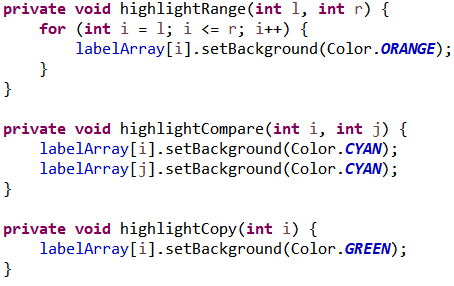 private void highlightRange(int l, int r) {
    for (int i = l; i <= r; i++) {
        labelArray[i].setBackground(Color.ORANGE);
    }
}

private void highlightCompare(int i, int j) {
    labelArray[i].setBackground(Color.CYAN);
    labelArray[j].setBackground(Color.CYAN);
}

private void highlightCopy(int i) {
    labelArray[i].setBackground(Color.GREEN);
}